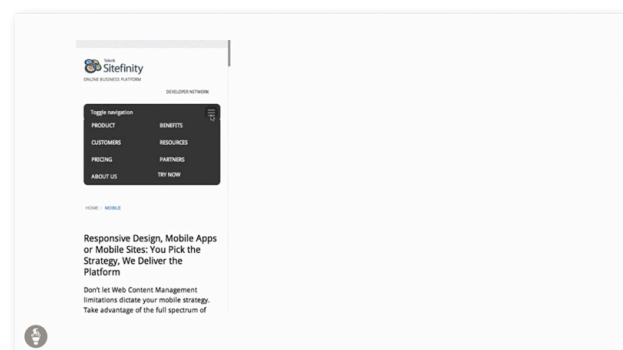 Telerik
Sitefinity
ONLINE BUSINESS PLATFORM
DEVELOPER NETWORK
Toggle navigation
PRODUCT BENEFITS
CUSTOMERS RESOURCES
PRICING PARTNERS
ABOUT US TRY NOW
HOME / MOBILE
Responsive Design, Mobile Apps
or Mobile Sites: You Pick the
Strategy, We Deliver the
Platform
Don't let Web Content Management
limitations dictate your mobile strategy.
Take advantage of the full spectrum of